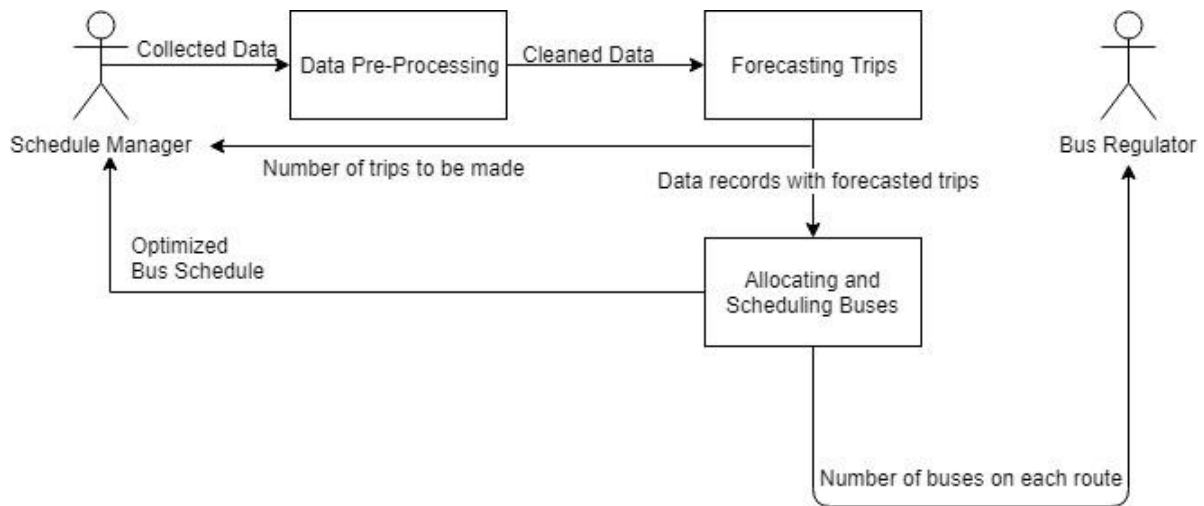 Collected Data
Data Pre-Processing
Cleaned Data
Forecasting Trips
Schedule Manager
Bus Regulator
Number of trips to be made
Data records with forecasted trips
Optimized
Bus Schedule
Allocating and
Scheduling Buses
Number of buses on each route